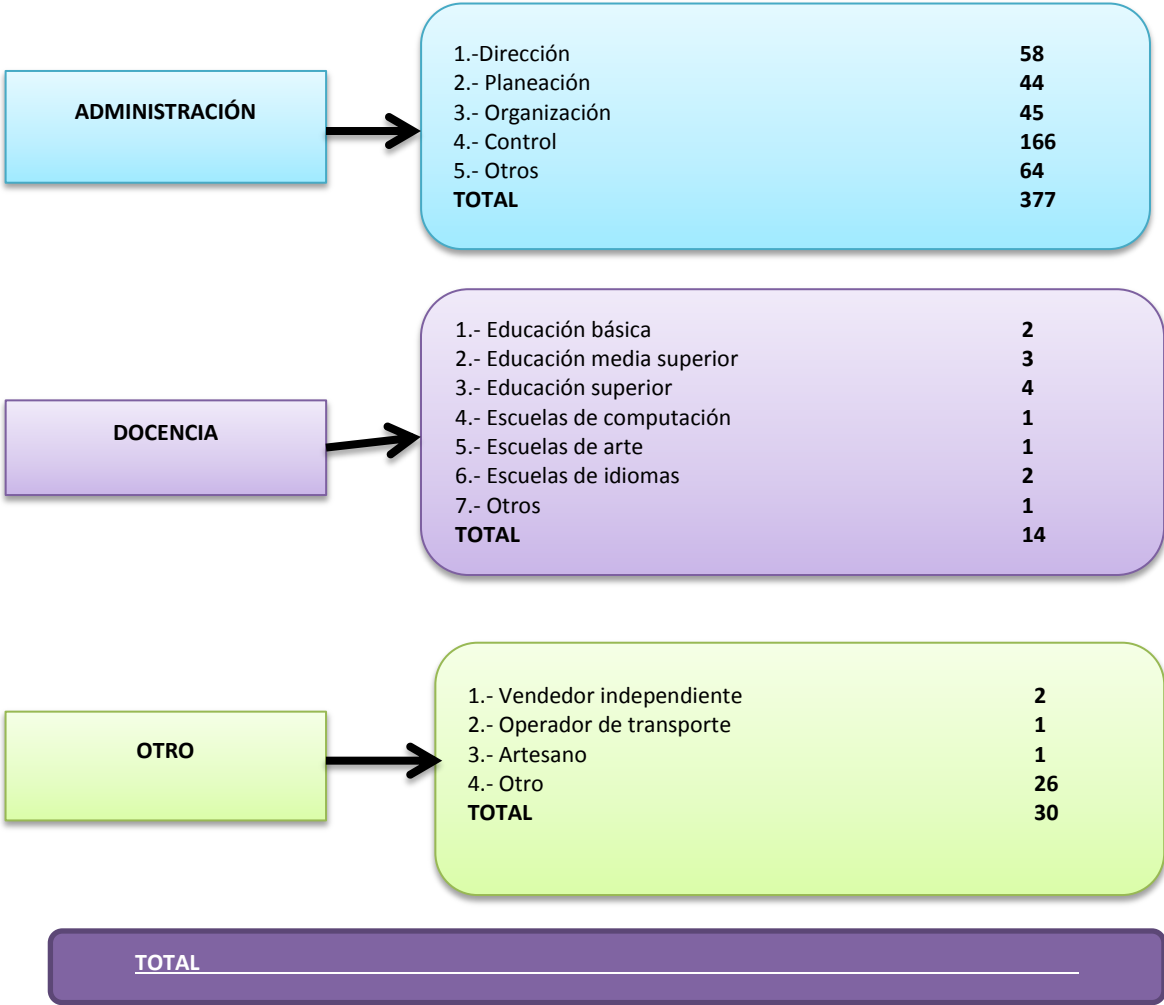 ADMINISTRACIÓN
1.-Dirección 58
2.- Planeación 44
3.- Organización 45
4.- Control 166
5.- Otros 64
TOTAL 377
DOCENCIA
1.- Educación básica 2
2.- Educación media superior 3
3.- Educación superior 4
4.- Escuelas de computación 1
5.- Escuelas de arte 1
6.- Escuelas de idiomas 2
7.- Otros 1
TOTAL 14
OTRO
1.- Vendedor independiente 2
2.- Operador de transporte 1
3.- Artesano 1
4.- Otro 26
TOTAL 30
TOTAL